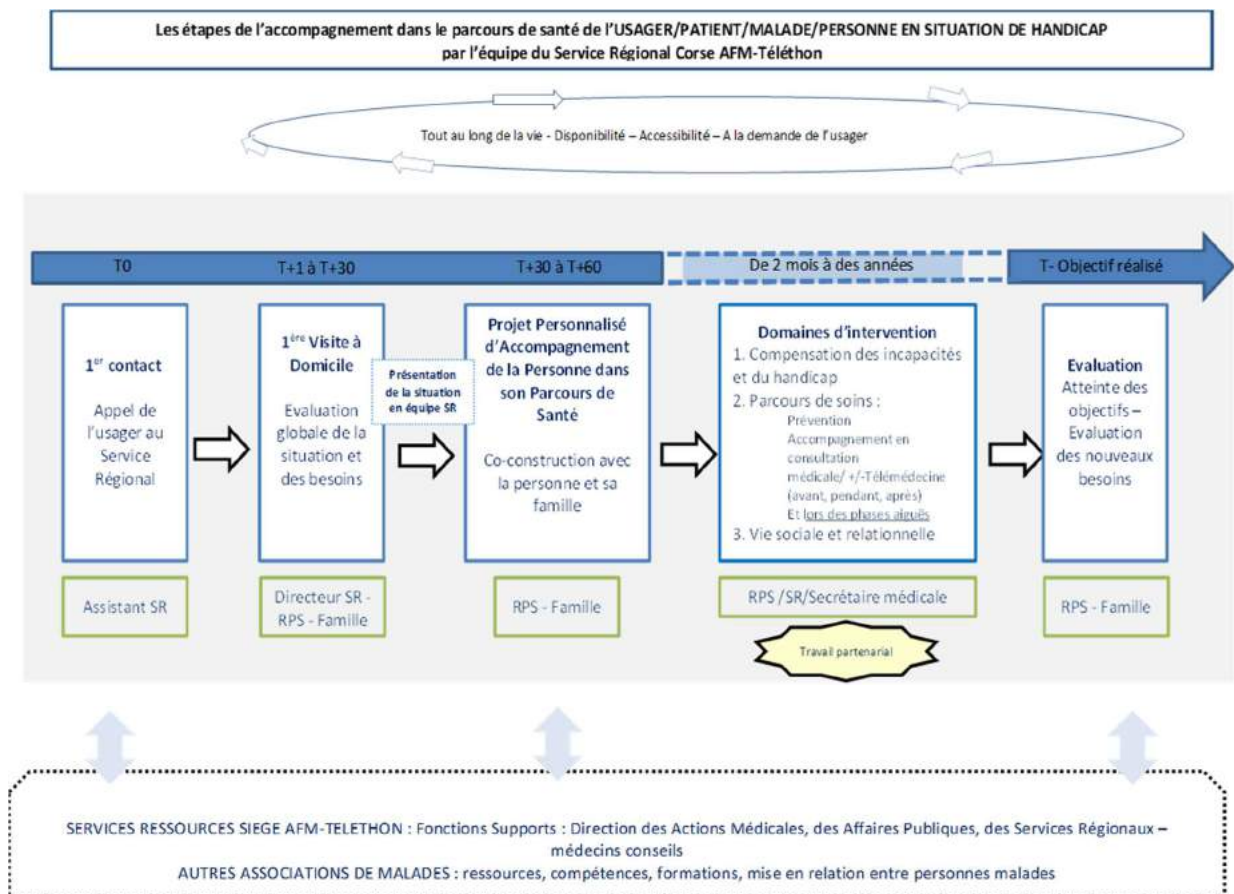 Les étapes de l'accompagnement dans le parcours de santé de l'USAGER/PATIENT/MALADE/PERSONNE EN SITUATION DE HANDICAP
par l'équipe du Service Régional Corse AFM-Téléthon
Tout au long de la vie - Disponibilité – Accessibilité – A la demande de l'usager
T0
T+1 à T+30
T+30 à T+60
De 2 mois à des années
T- Objectif réalisé
1er contact
Appel de
l'usager au
Service
Régional
1ère Visite à
Domicile
Evaluation
globale de la
situation et
des besoins
Présentation
de la situation
en équipe SR
Projet Personnalisé
d'Accompagnement
de la Personne dans
son Parcours de
Santé
Co-construction avec
la personne et sa
famille
Domaines d'intervention
1. Compensation des incapacités
et du handicap
2. Parcours de soins :
Prévention
Accompagnement en
consultation
médicale/ +/-Télémédecine
(avant, pendant, après)
Et lors des phases aiguës
3. Vie sociale et relationnelle
Evaluation
Atteinte des
objectifs –
Evaluation
des nouveaux
besoins
Assistant SR
Directeur SR -
RPS - Famille
RPS - Famille
RPS /SR/Secrétaire médicale
RPS - Famille
Travail partenarial
SERVICES RESSOURCES SIEGE AFM-TELETHON : Fonctions Supports : Direction des Actions Médicales, des Affaires Publiques, des Services Régionaux –
médecins conseils
AUTRES ASSOCIATIONS DE MALADES : ressources, compétences, formations, mise en relation entre personnes malades